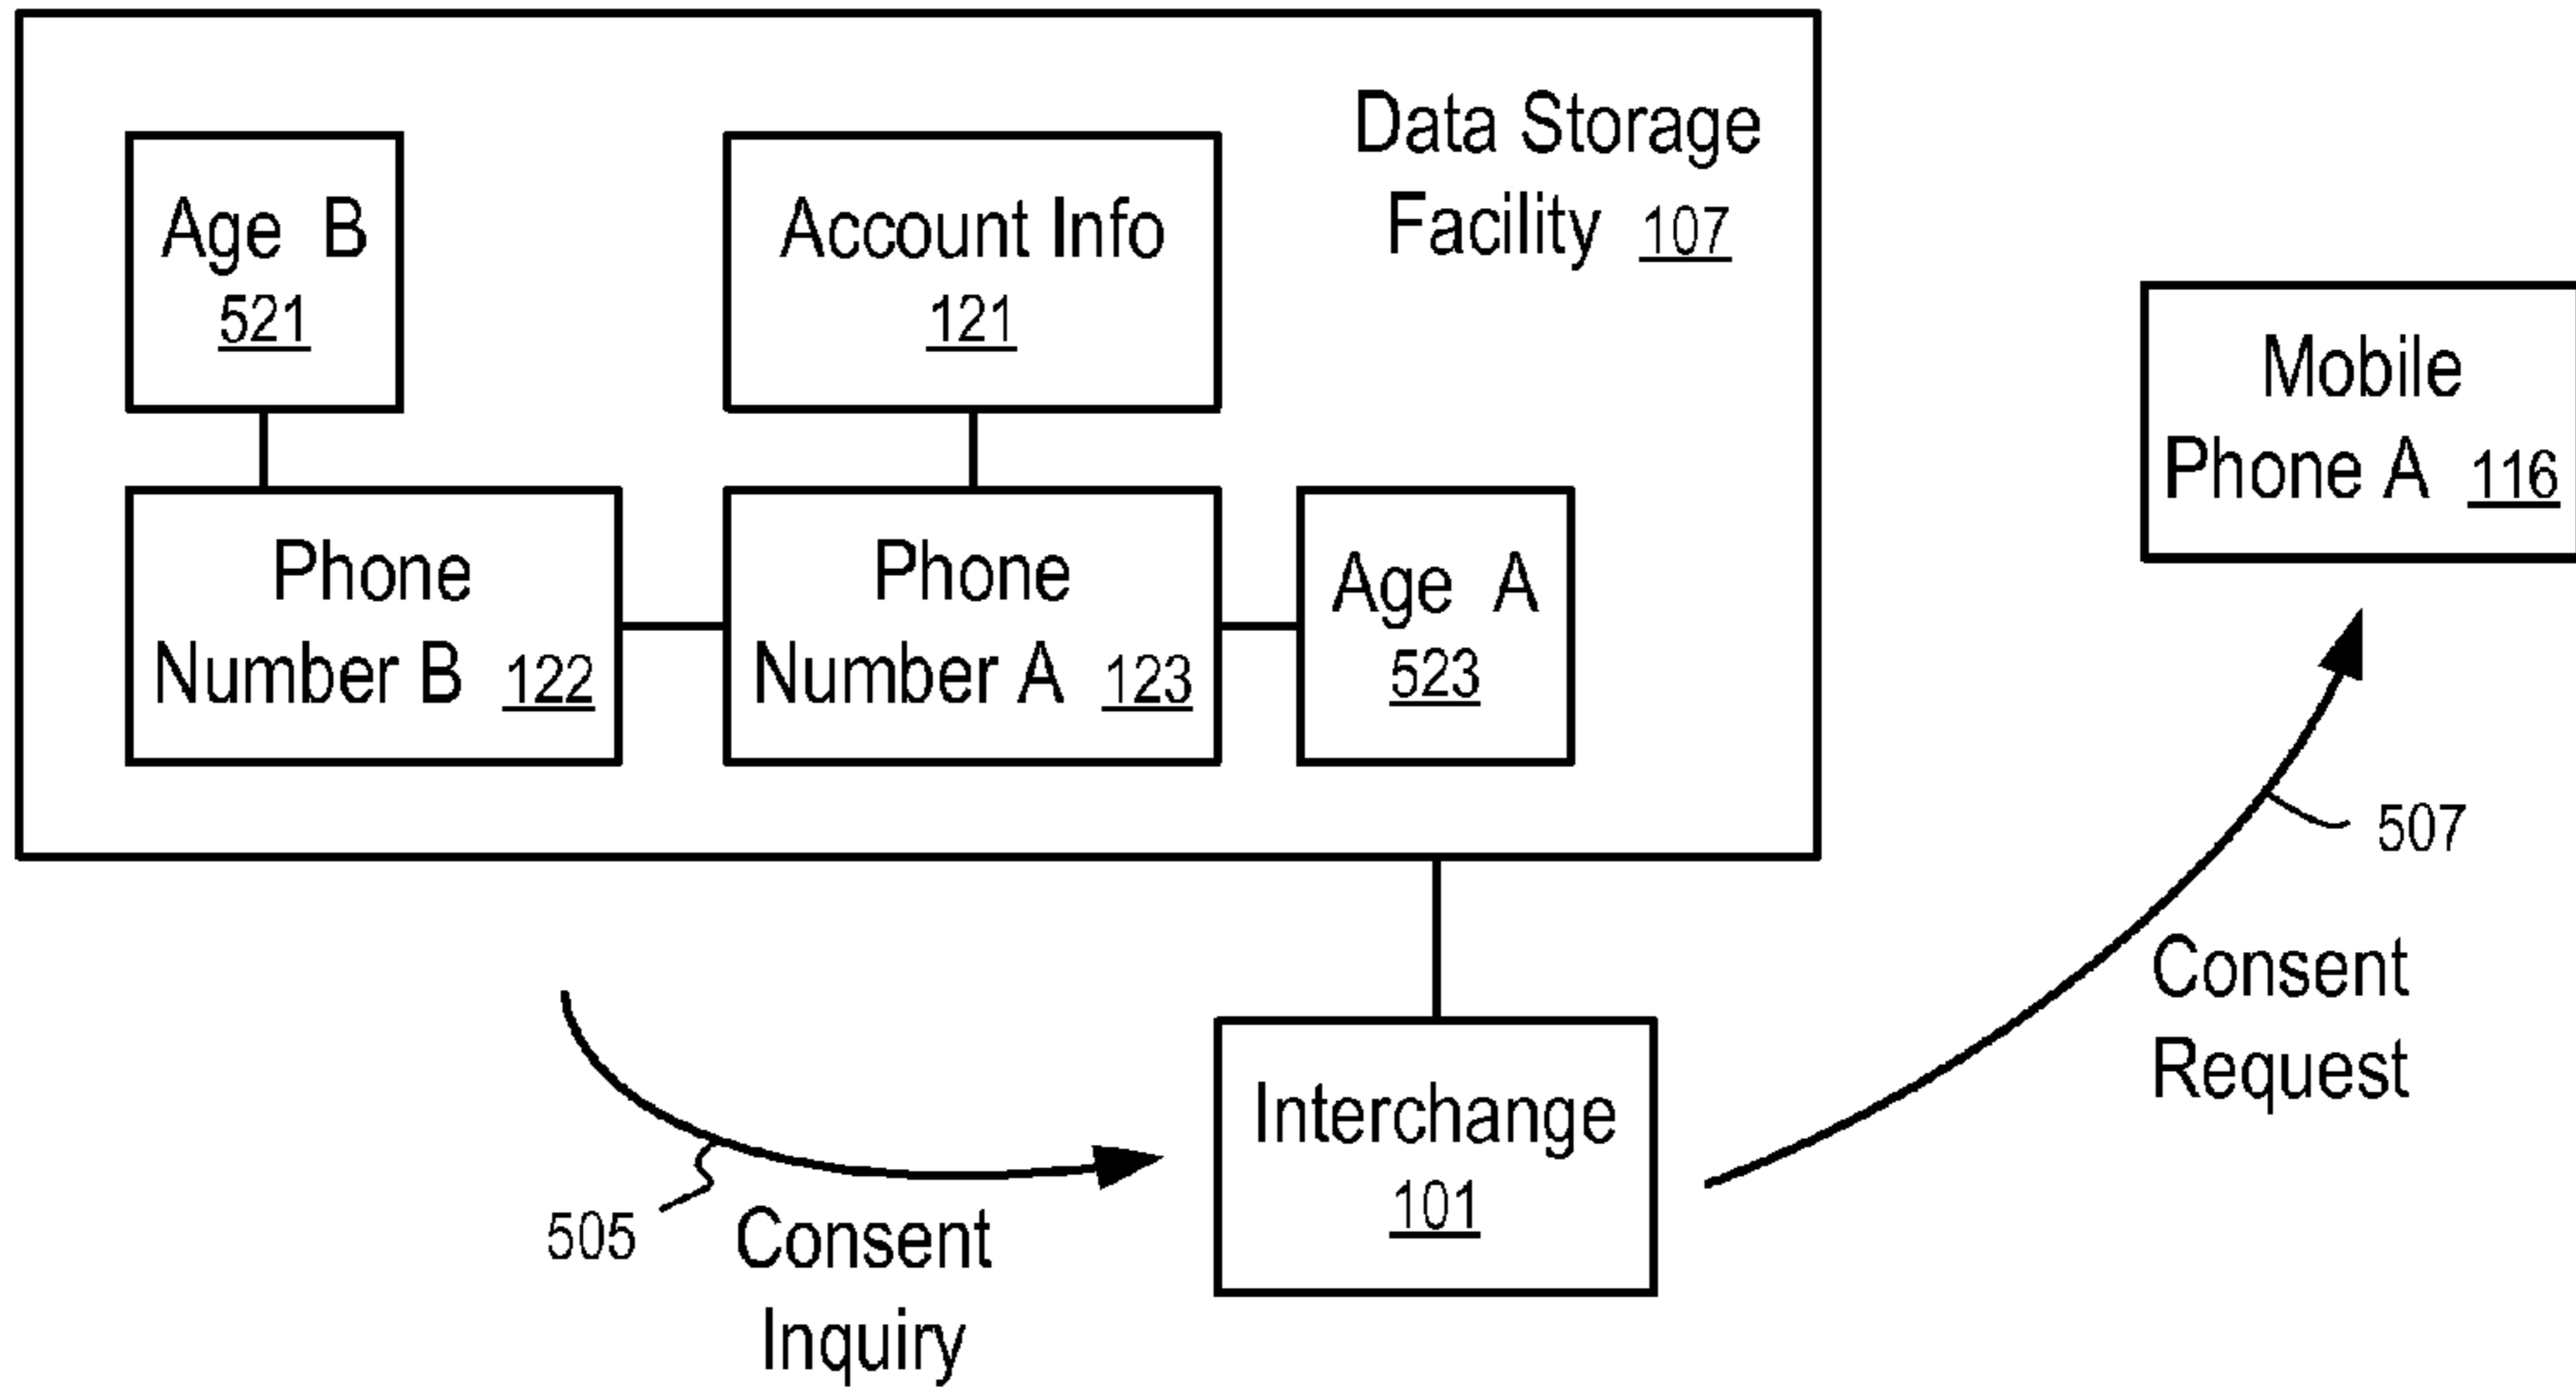 Data Storage
Facility 107
Age B
521
Account Info
121
Phone
Number B 122
Phone
Number A 123
Age A
523
Mobile
Phone A 116
507
Consent
Request
Interchange
101
505
Consent
Inquiry